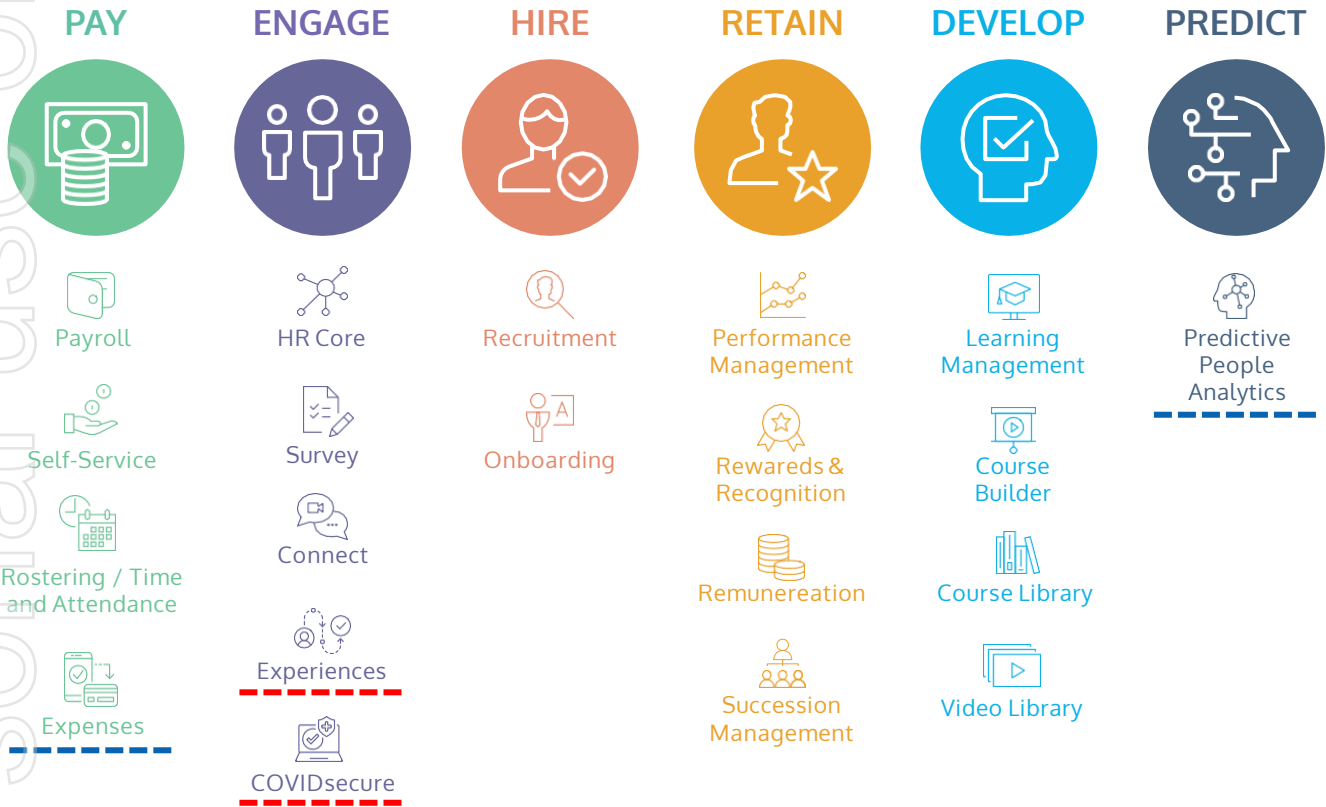 PAY
ENGAGE
HIRE
RETAIN
DEVELOP
PREDICT
Payroll
Self-Service
Rostering / Time
and Attendance
Expenses
HR Core
Survey
Connect
Experiences
COVIDsecure
Recruitment
A
Onboarding
Performance
Management
Rewareds &
Recognition
Remunereation
Succession
Management
Learning
Management
Course
Builder
Course Library
Video Library
Predictive
People
Analytics